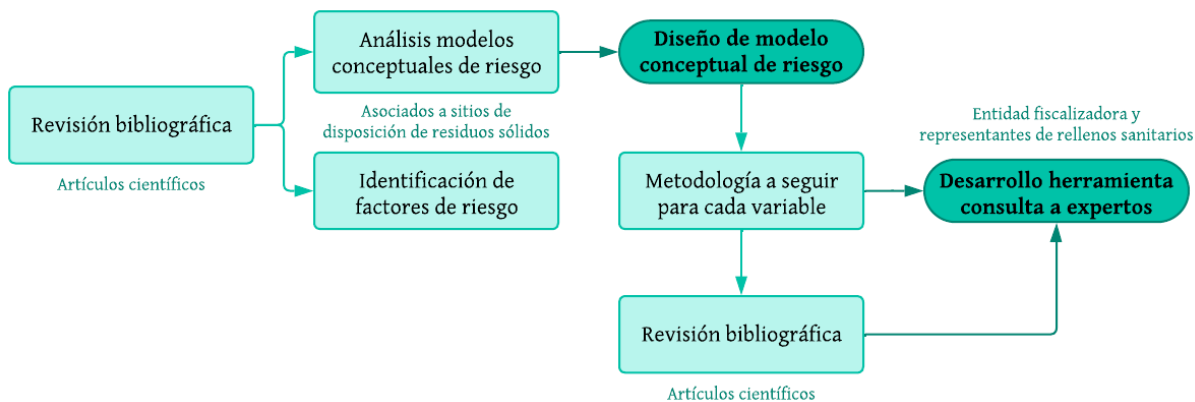 Revisión bibliográfica
Artículos científicos
Análisis modelos
conceptuales de riesgo
Asociados a sitios de
disposición de residuos sólidos
Identificación de
factores de riesgo
Diseño de modelo
conceptual de riesgo
Metodología a seguir
para cada variable
Revisión bibliográfica
Artículos científicos
Entidad fiscalizadora y
representantes de rellenos sanitarios
Desarrollo herramienta
consulta a expertos